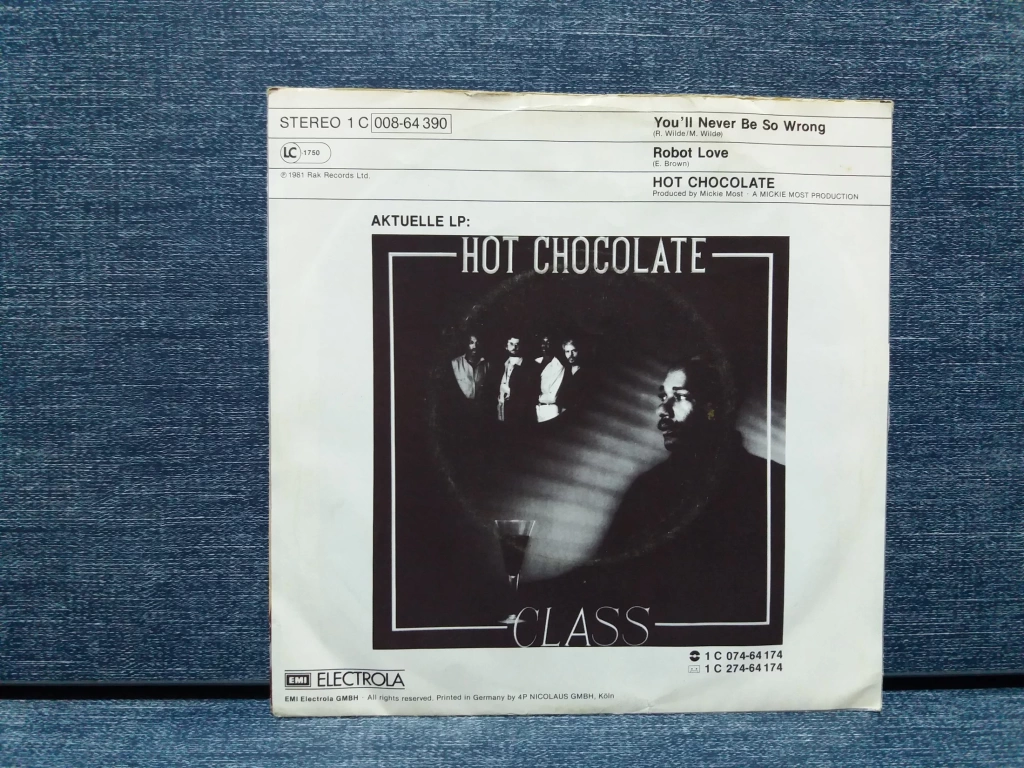 STEREO 1 C 008-64 390
LC 1750
℗ 1981 Rak Records Ltd.
You'll Never Be So Wrong
(R. Wilde/M. Wilde)
Robot Love
(E. Brown)
HOT CHOCOLATE
Produced by Mickie Most · A MICKIE MOST PRODUCTION
AKTUELLE LP:
HOT CHOCOLATE
CLASS
1 C 074-64 174
1 C 274-64 174
EMI ELECTROLA
EMI Electrola GMBH · All rights reserved. Printed in Germany by 4P NICOLAUS GMBH, Köln